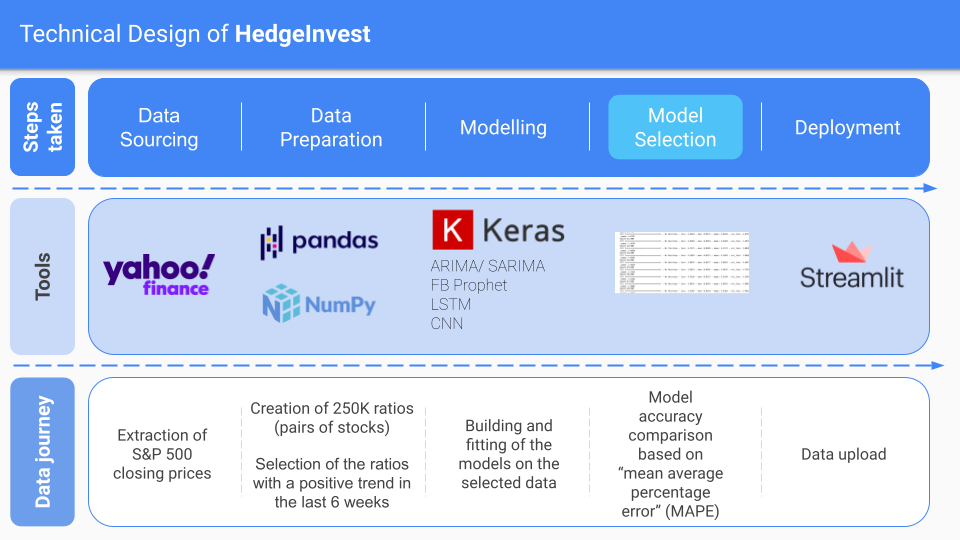 Technical Design of HedgeInvest
Steps
taken
Data
Sourcing
Data
Preparation
Modelling
Model
Selection
Deployment
Tools
yahoo!
finance
pandas
NumPy
K Keras
ARIMA/ SARIMA
FB Prophet
LSTM
CNN
Streamlit
Data journey
Extraction of
S&P 500
closing prices
Creation of 250K ratios
(pairs of stocks)
Selection of the ratios
with a positive trend in
the last 6 weeks
Building and
fitting of the
models on the
selected data
Model
accuracy
comparison
based on
“mean average
percentage
error” (MAPE)
Data upload